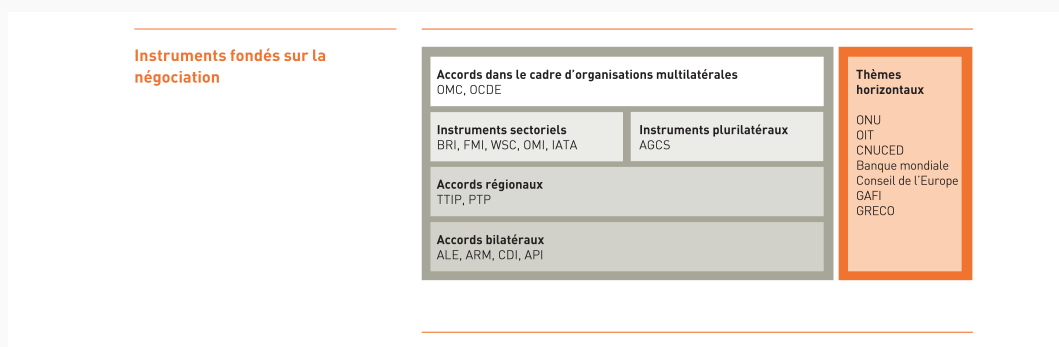 Instruments fondés sur la
négociation
Accords dans le cadre d'organisations multilatérales
OMC, OCDE
Instruments sectoriels
BRI, FMI, WSC, OMI, IATA
Instruments plurilatéraux
AGCS
Accords régionaux
TTIP, PTP
Accords bilatéraux
ALE, ARM, CDI, API
Thèmes
horizontaux
ONU
OIT
CNUCED
Banque mondiale
Conseil de l'Europe
GAFI
GRECO